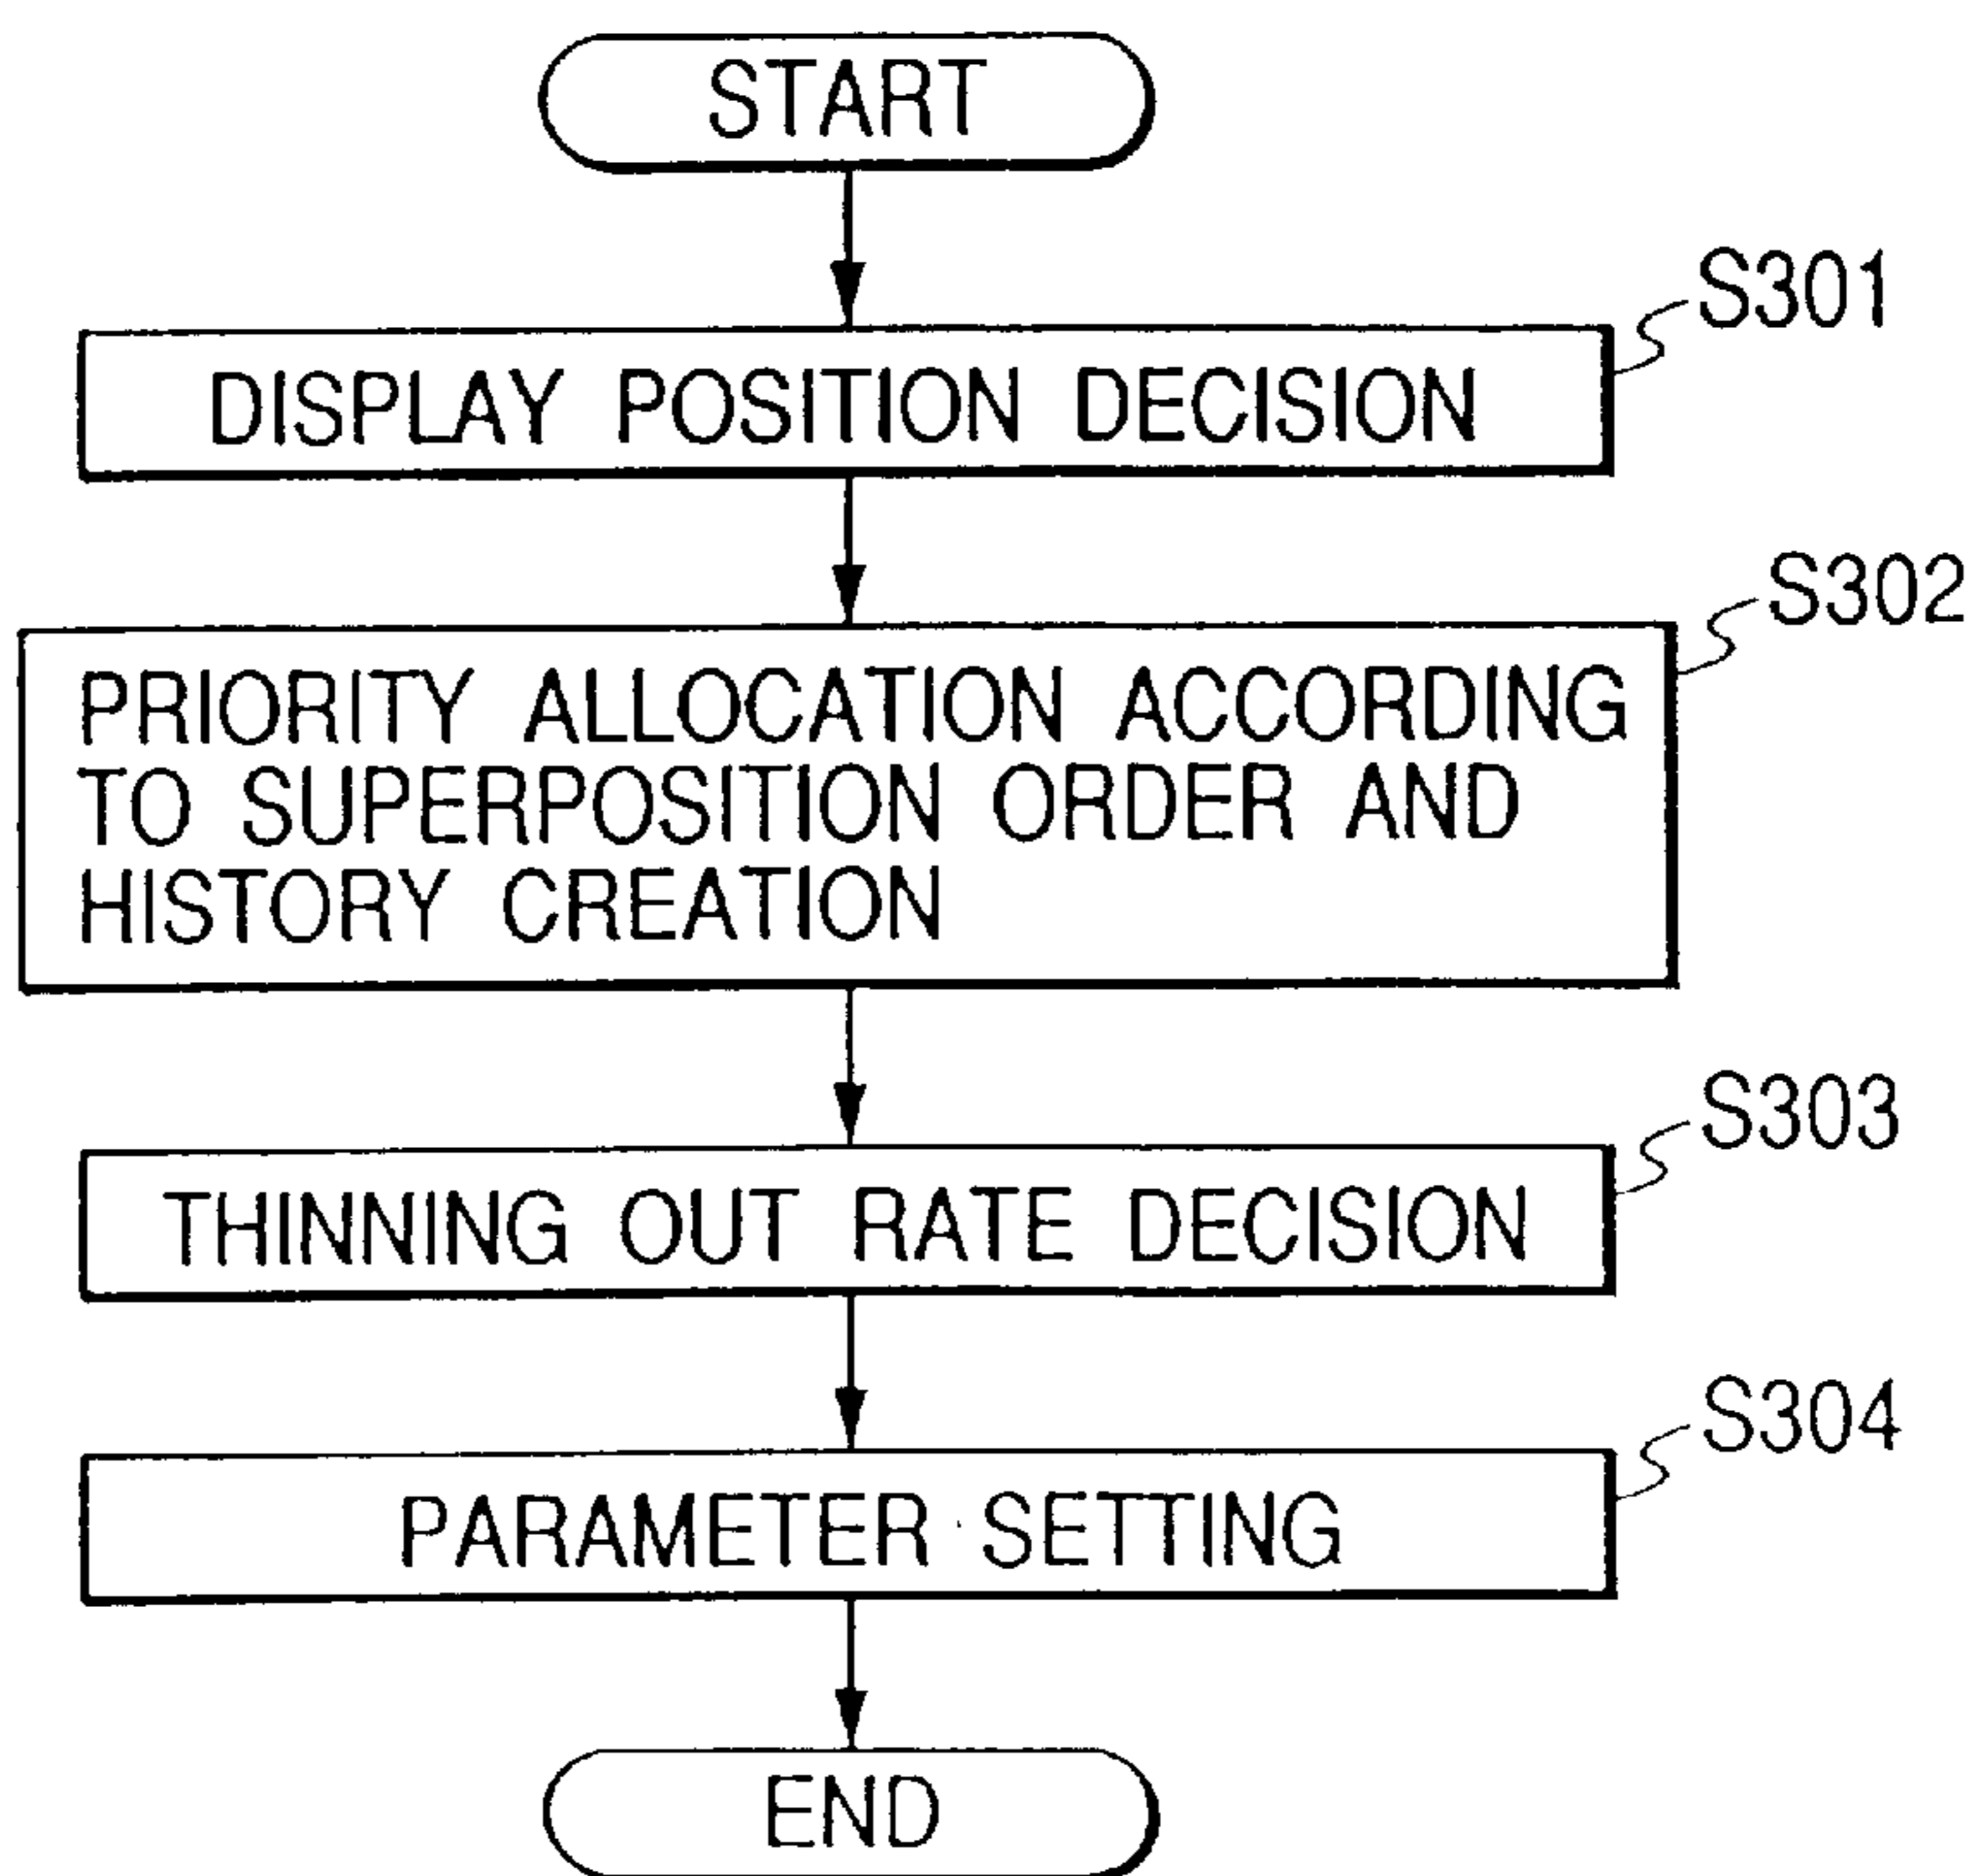 START
S301
DISPLAY POSITION DECISION
S302
PRIORITY ALLOCATION ACCORDING
TO SUPERPOSITION ORDER AND
HISTORY CREATION
S303
THINNING OUT RATE DECISION
S304
PARAMETER SETTING
END